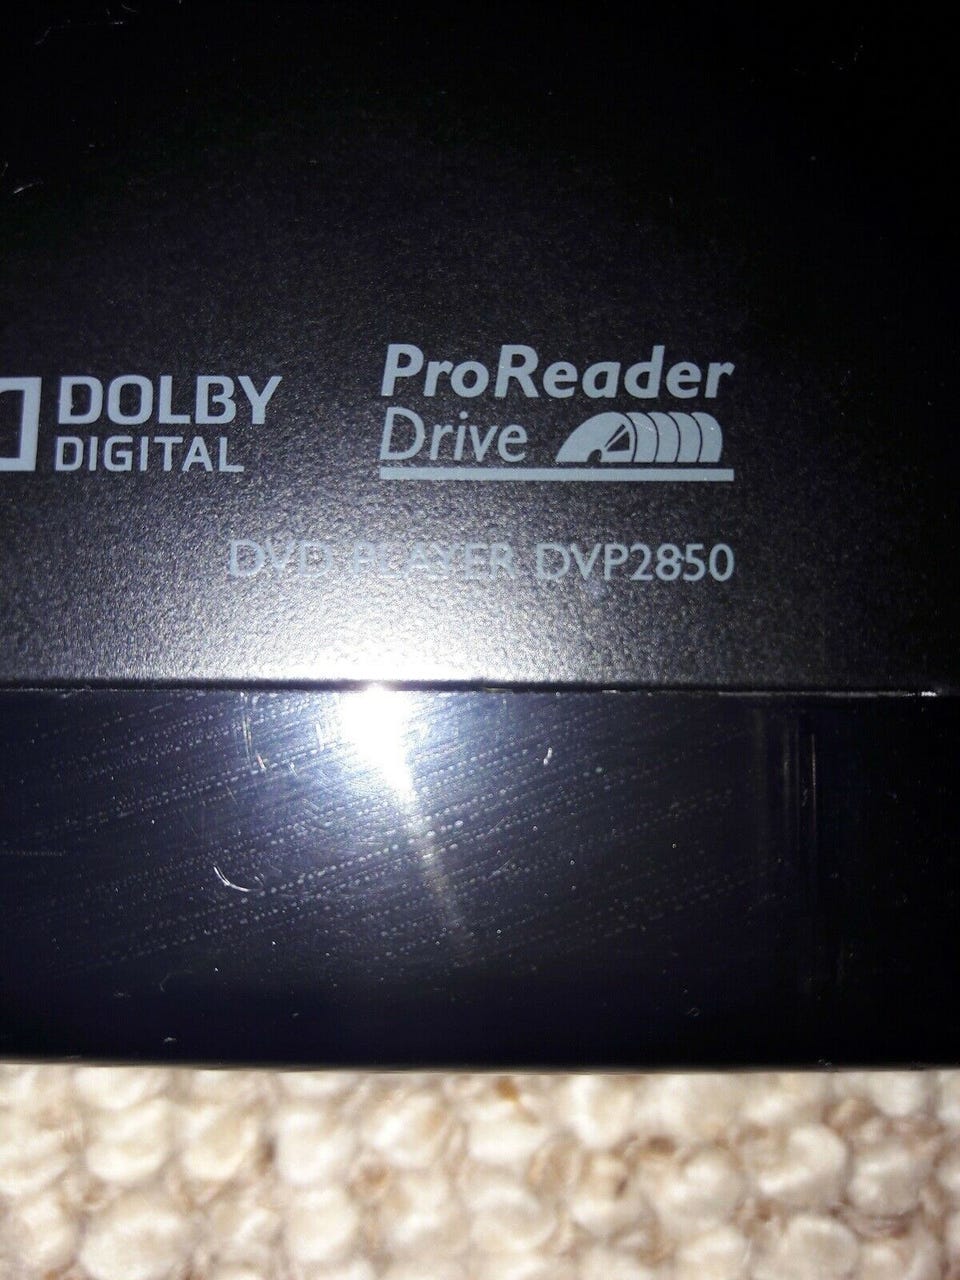 DOLBY
DIGITAL
ProReader
Drive
DVD PLAYER DVP2850